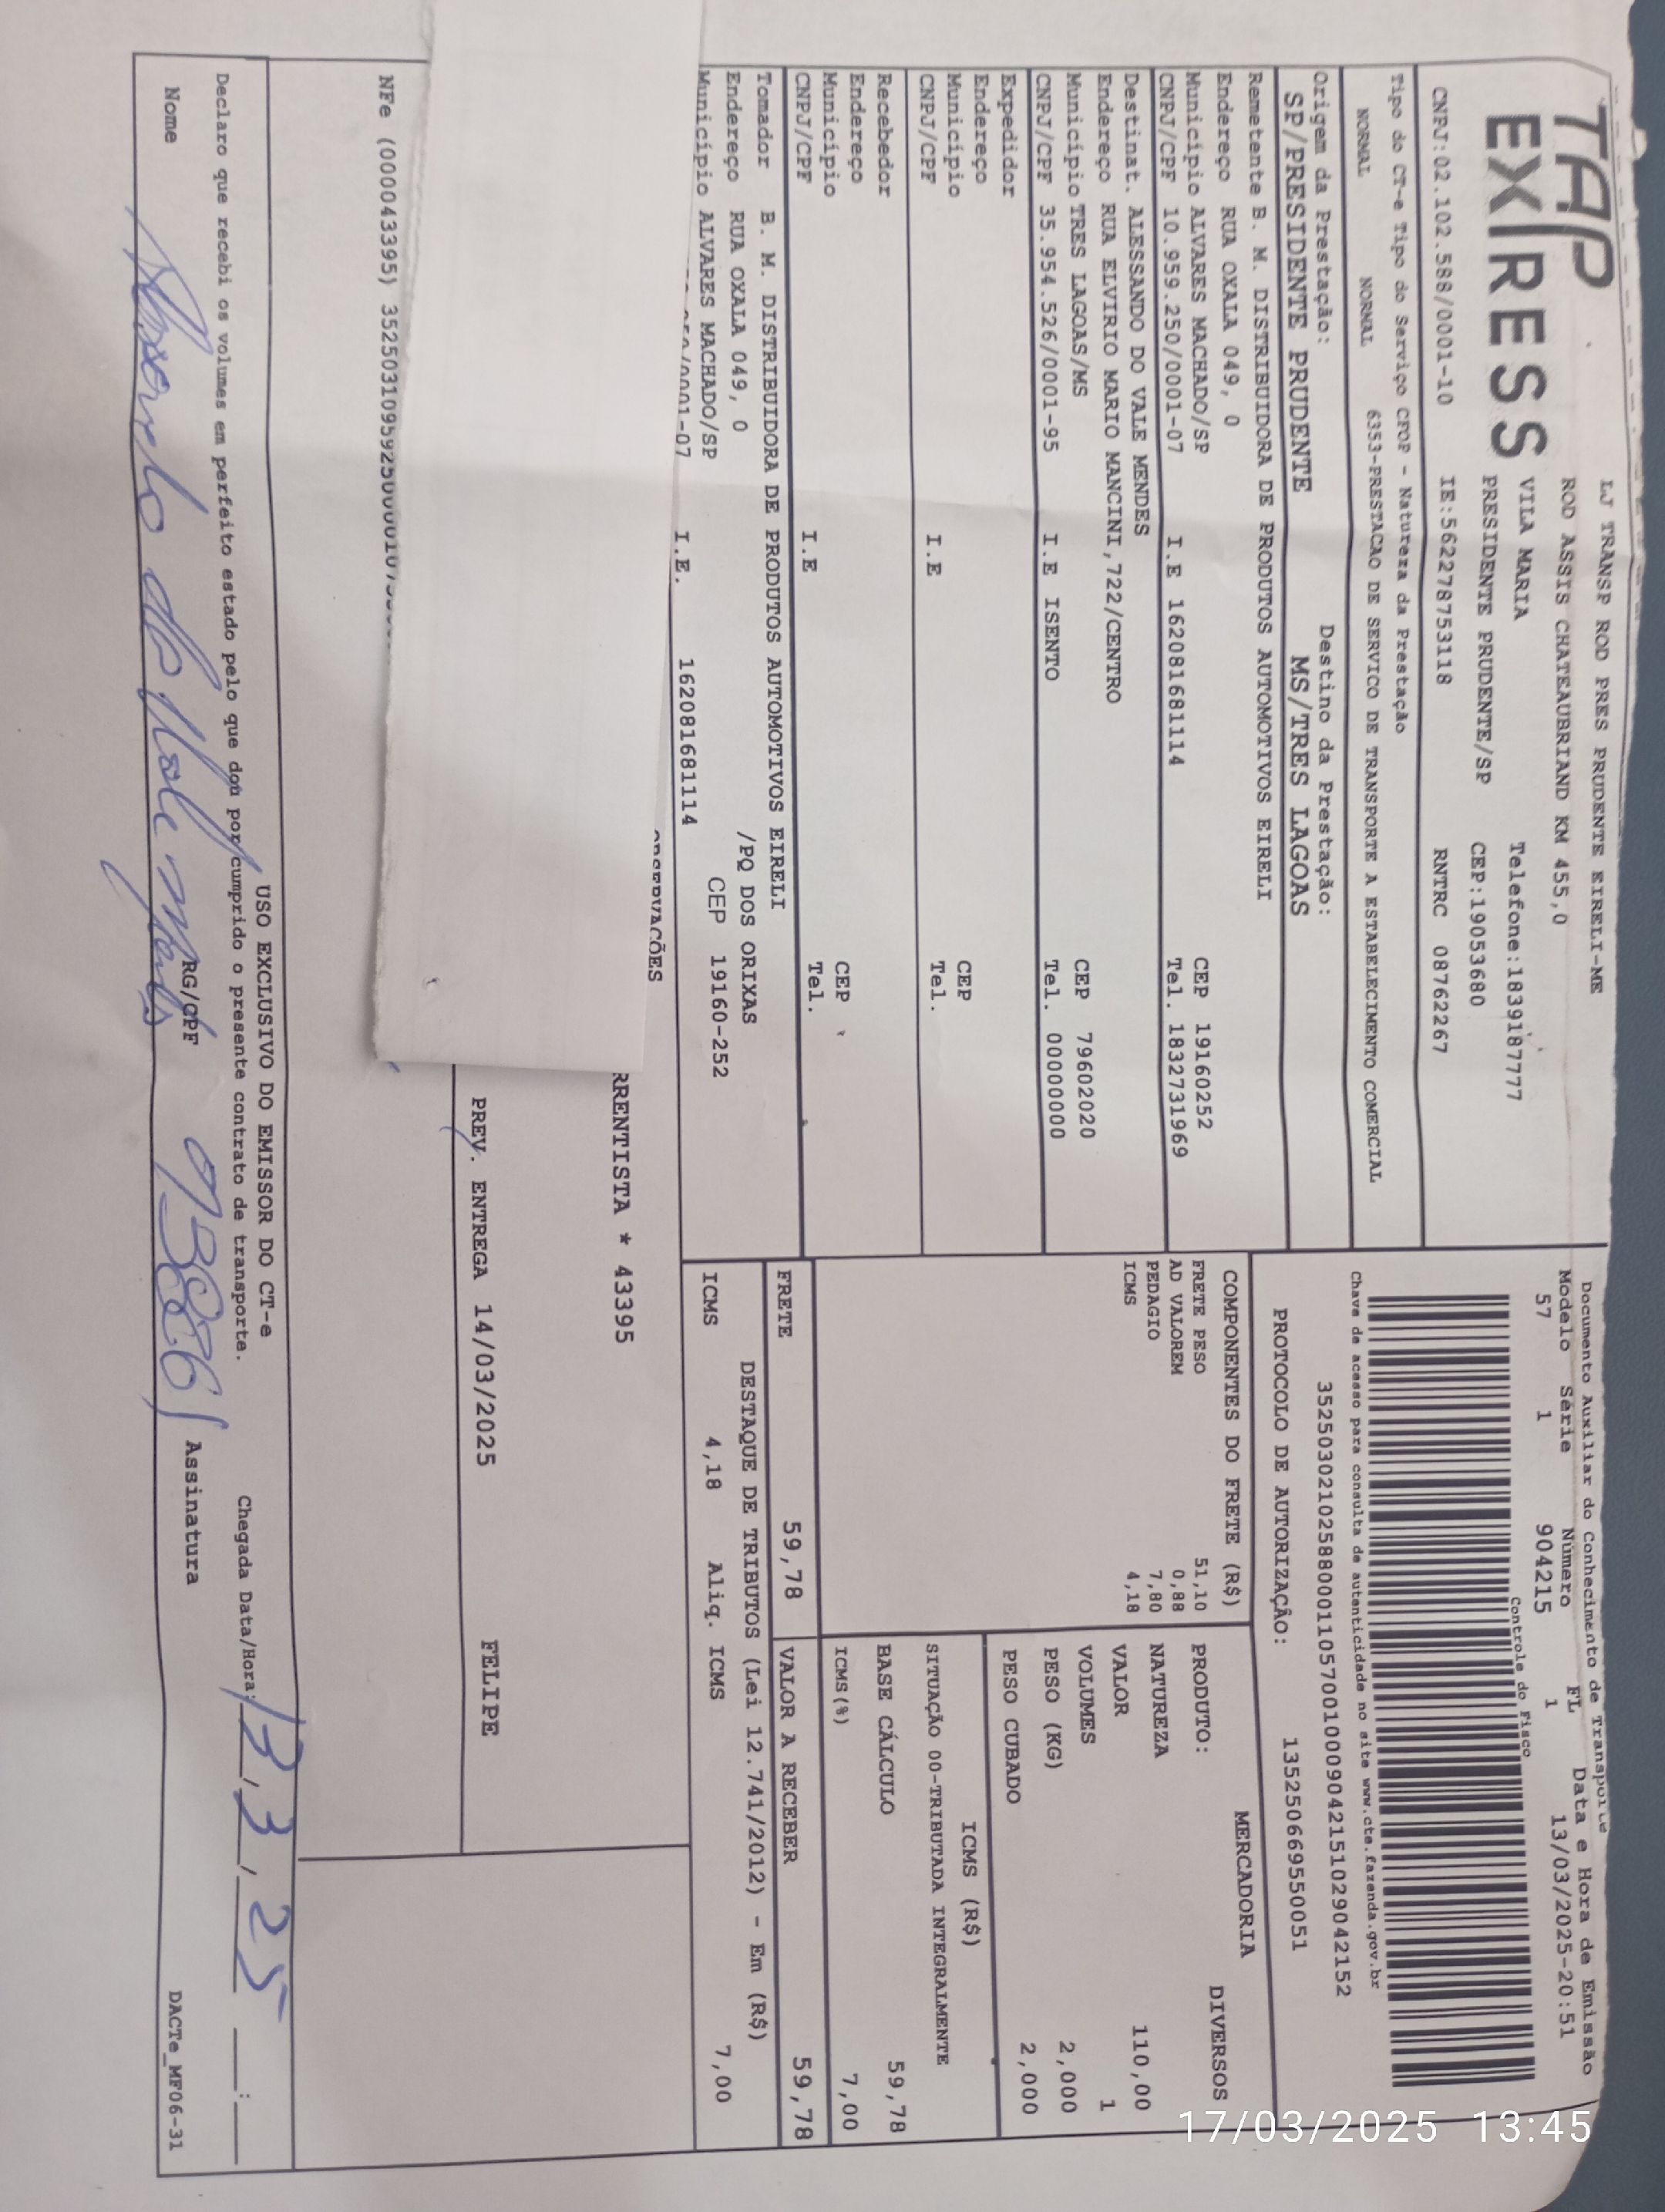 TAP
EXPRESS
LJ TRANSP ROD PRES PRUDENTE EIRELI-ME
ROD ASSIS CHATEAUBRIAND KM 455,0
VILA MARIA Telefone:1839187777
PRESIDENTE PRUDENTE/SP CEP:19053680
CNPJ:02.102.588/0001-10 IE:562278753118 RNTRC 08762267
Documento Auxiliar do Conhecimento de Transporte
Modelo Série Número FL Data e Hora de Emissão
57 1 904215 1 13/03/2025-20:51
Controle do Fisco
Chave de acesso para consulta de autenticidade no site www.cte.fazenda.gov.br
35250302102588000110570010009042151029042152
PROTOCOLO DE AUTORIZAÇÃO: 135250669550051
Tipo do CT-e Tipo do Serviço CFOP - Natureza da Prestação
NORMAL NORMAL 6353-PRESTACAO DE SERVICO DE TRANSPORTE A ESTABELECIMENTO COMERCIAL
Origem da Prestação: Destino da Prestação:
SP/PRESIDENTE PRUDENTE MS/TRES LAGOAS
Remetente B. M. DISTRIBUIDORA DE PRODUTOS AUTOMOTIVOS EIRELI
Endereço RUA OXALA 049, 0
Município ALVARES MACHADO/SP CEP 19160252
CNPJ/CPF 10.959.250/0001-07 I.E 162081681114 Tel. 1832731969
Destinat. ALESSANDO DO VALE MENDES
Endereço RUA ELVIRIO MARIO MANCINI,722/CENTRO
Município TRES LAGOAS/MS CEP 79602020
CNPJ/CPF 35.954.526/0001-95 I.E ISENTO Tel. 00000000
Expedidor
Endereço
Município CEP
CNPJ/CPF I.E Tel.
Recebedor
Endereço
Município CEP
CNPJ/CPF I.E Tel.
Tomador B. M. DISTRIBUIDORA DE PRODUTOS AUTOMOTIVOS EIRELI
Endereço RUA OXALA 049, 0 /PQ DOS ORIXAS
Município ALVARES MACHADO/SP CEP 19160-252
/0001-07 I.E. 162081681114
COMPONENTES DO FRETE (R$)
FRETE PESO 51,10
AD VALOREM 0,88
PEDAGIO 7,80
ICMS 4,18
MERCADORIA
PRODUTO: DIVERSOS
NATUREZA
VALOR 110,00
VOLUMES 1
PESO (KG) 2,000
PESO CUBADO 2,000
ICMS (R$)
SITUAÇÃO 00-TRIBUTADA INTEGRALMENTE
BASE CÁLCULO 59,78
ICMS(%) 7,00
FRETE 59,78 VALOR A RECEBER 59,78
DESTAQUE DE TRIBUTOS (Lei 12.741/2012) - Em (R$)
ICMS 4,18 Aliq. ICMS 7,00
OBSERVAÇÕES
RRENTISTA * 43395
PREV. ENTREGA 14/03/2025 FELIPE
NFe (000043395)
USO EXCLUSIVO DO EMISSOR DO CT-e
Declaro que recebi os volumes em perfeito estado pelo que dou por cumprido o presente contrato de transporte.
Chegada Data/Hora: 13/3/25 :
Nome RG/CPF Assinatura
do Vale
DACTe_MF06-31
17/03/2025 13:45